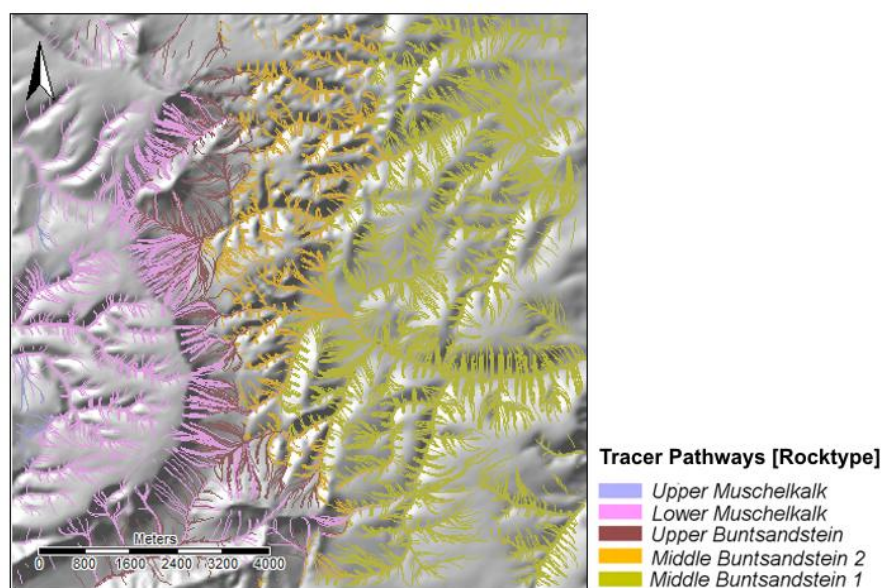 Meters
0 800 1600 2400 3200 4000
Tracer Pathways [Rocktype]
Upper Muschelkalk
Lower Muschelkalk
Upper Buntsandstein
Middle Buntsandstein 2
Middle Buntsandstein 1